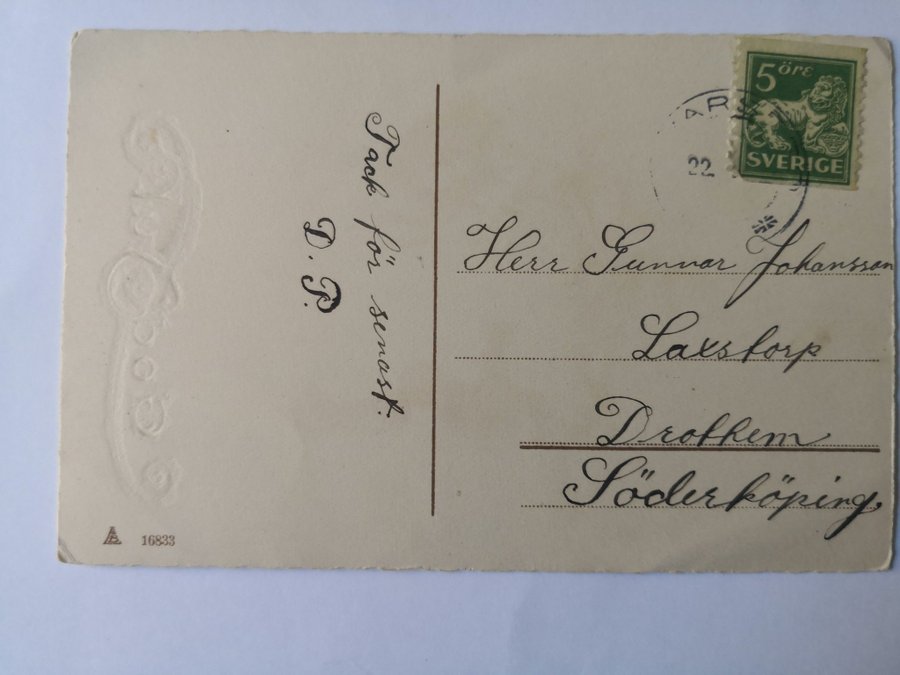 Tack för senast.
D. P.
5 öre
SVERIGE
22.
Herr Gunnar Johansson
Laxstorp
Drothem
Söderköping.
16833